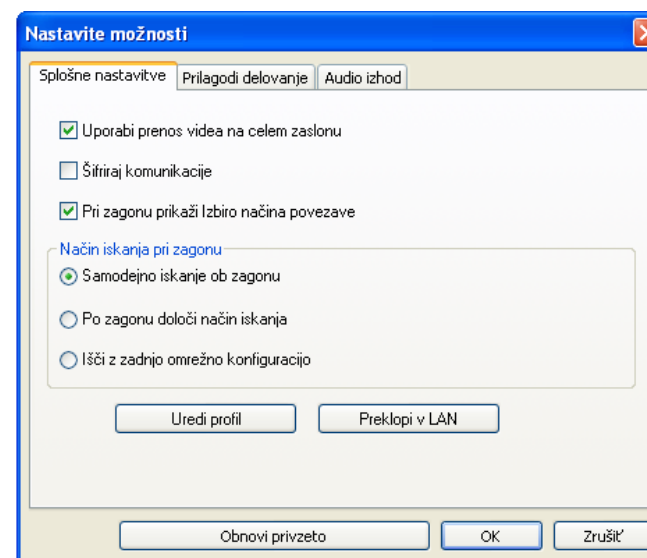 Nastavite možnosti
Splošne nastavitve Prilagodi delovanje Audio izhod
Uporabi prenos videa na celem zaslonu
Šifriraj komunikacije
Pri zagonu prikaži Izbiro načina povezave
Način iskanja pri zagonu
Samodejno iskanje ob zagonu
Po zagonu določi način iskanja
Išči z zadnjo omrežno konfiguracijo
Uredi profil Preklopi v LAN
Obnovi privzeto OK Zrušiť